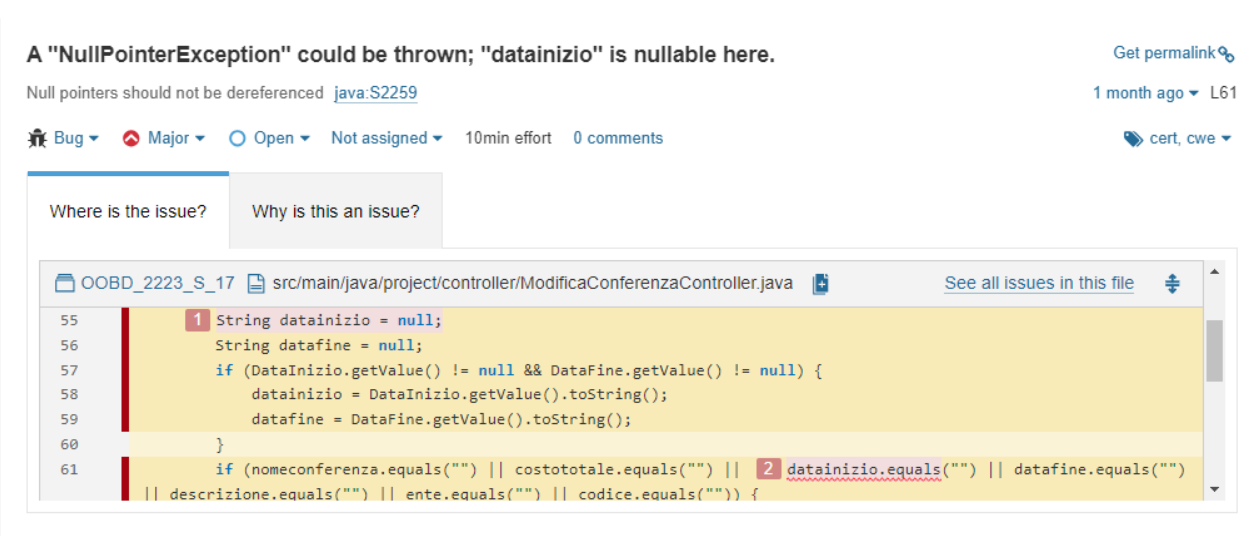 A "NullPointerException" could be thrown; "datainizio" is nullable here.
Get permalink
Null pointers should not be dereferenced java:S2259
1 month ago L61
Bug Major Open Not assigned 10min effort 0 comments
cert, cwe
Where is the issue? Why is this an issue?
OOBD_2223_S_17 src/main/java/project/controller/ModificaConferenzaController.java See all issues in this file
55 1 String datainizio = null;
56 String datafine = null;
57 if (DataInizio.getValue() != null && DataFine.getValue() != null) {
58 datainizio = DataInizio.getValue().toString();
59 datafine = DataFine.getValue().toString();
60 }
61 if (nomeconferenza.equals("") || costototale.equals("") || 2 datainizio.equals("") || datafine.equals("")
|| descrizione.equals("") || ente.equals("") || codice.equals("")) {